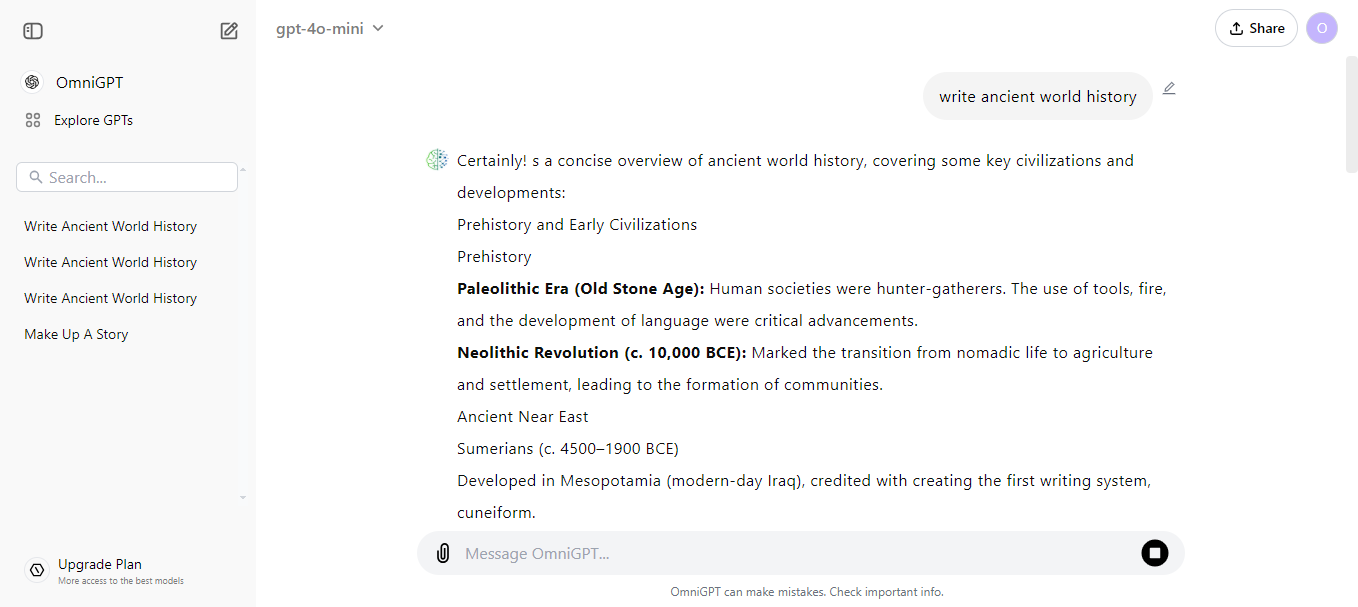 gpt-4o-mini
Share
O
OmniGPT
Explore GPTs
Search...
Write Ancient World History
Write Ancient World History
Write Ancient World History
Make Up A Story
Upgrade Plan
More access to the best models
write ancient world history
Certainly! s a concise overview of ancient world history, covering some key civilizations and
developments:
Prehistory and Early Civilizations
Prehistory
Paleolithic Era (Old Stone Age): Human societies were hunter-gatherers. The use of tools, fire,
and the development of language were critical advancements.
Neolithic Revolution (c. 10,000 BCE): Marked the transition from nomadic life to agriculture
and settlement, leading to the formation of communities.
Ancient Near East
Sumerians (c. 4500–1900 BCE)
Developed in Mesopotamia (modern-day Iraq), credited with creating the first writing system,
cuneiform.
Message OmniGPT...
OmniGPT can make mistakes. Check important info.